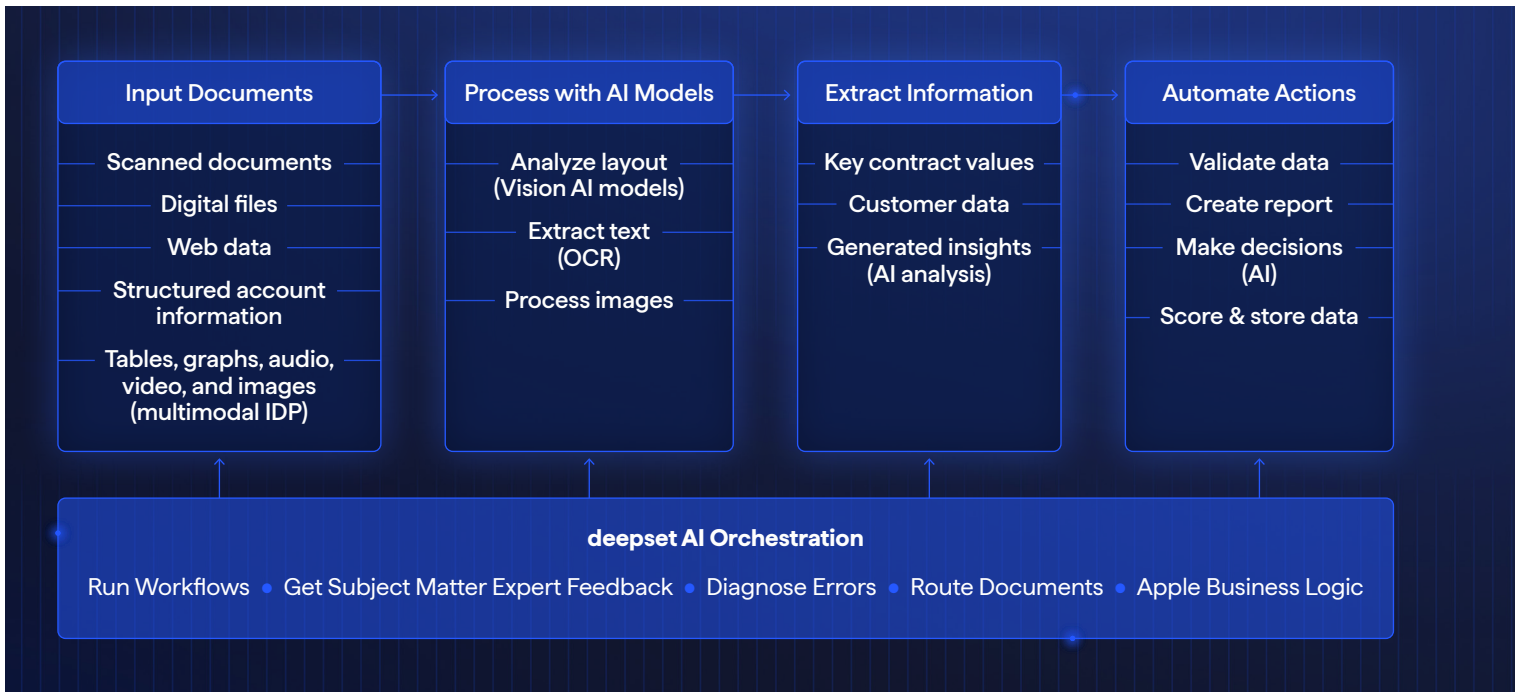 Input Documents
Scanned documents
Digital files
Web data
Structured account
information
Tables, graphs, audio,
video, and images
(multimodal IDP)
Process with AI Models
Analyze layout
(Vision AI models)
Extract text
(OCR)
Process images
Extract Information
Key contract values
Customer data
Generated insights
(AI analysis)
Automate Actions
Validate data
Create report
Make decisions
(AI)
Score & store data
deepset AI Orchestration
Run Workflows • Get Subject Matter Expert Feedback • Diagnose Errors • Route Documents • Apple Business Logic